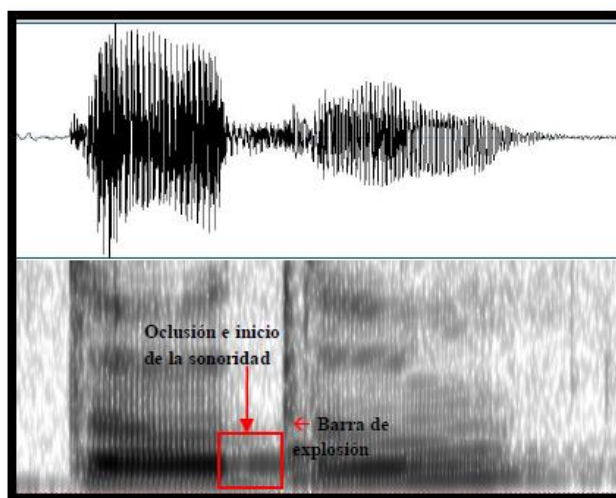 Oclusión e inicio
de la sonoridad
← Barra de
explosión